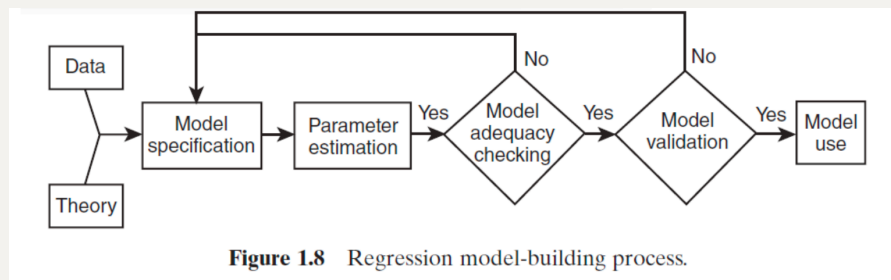 No
No
Data
Model
specification
Parameter
estimation
Yes
Model
adequacy
checking
Yes
Model
validation
Yes
Model
use
Theory
Figure 1.8 Regression model-building process.